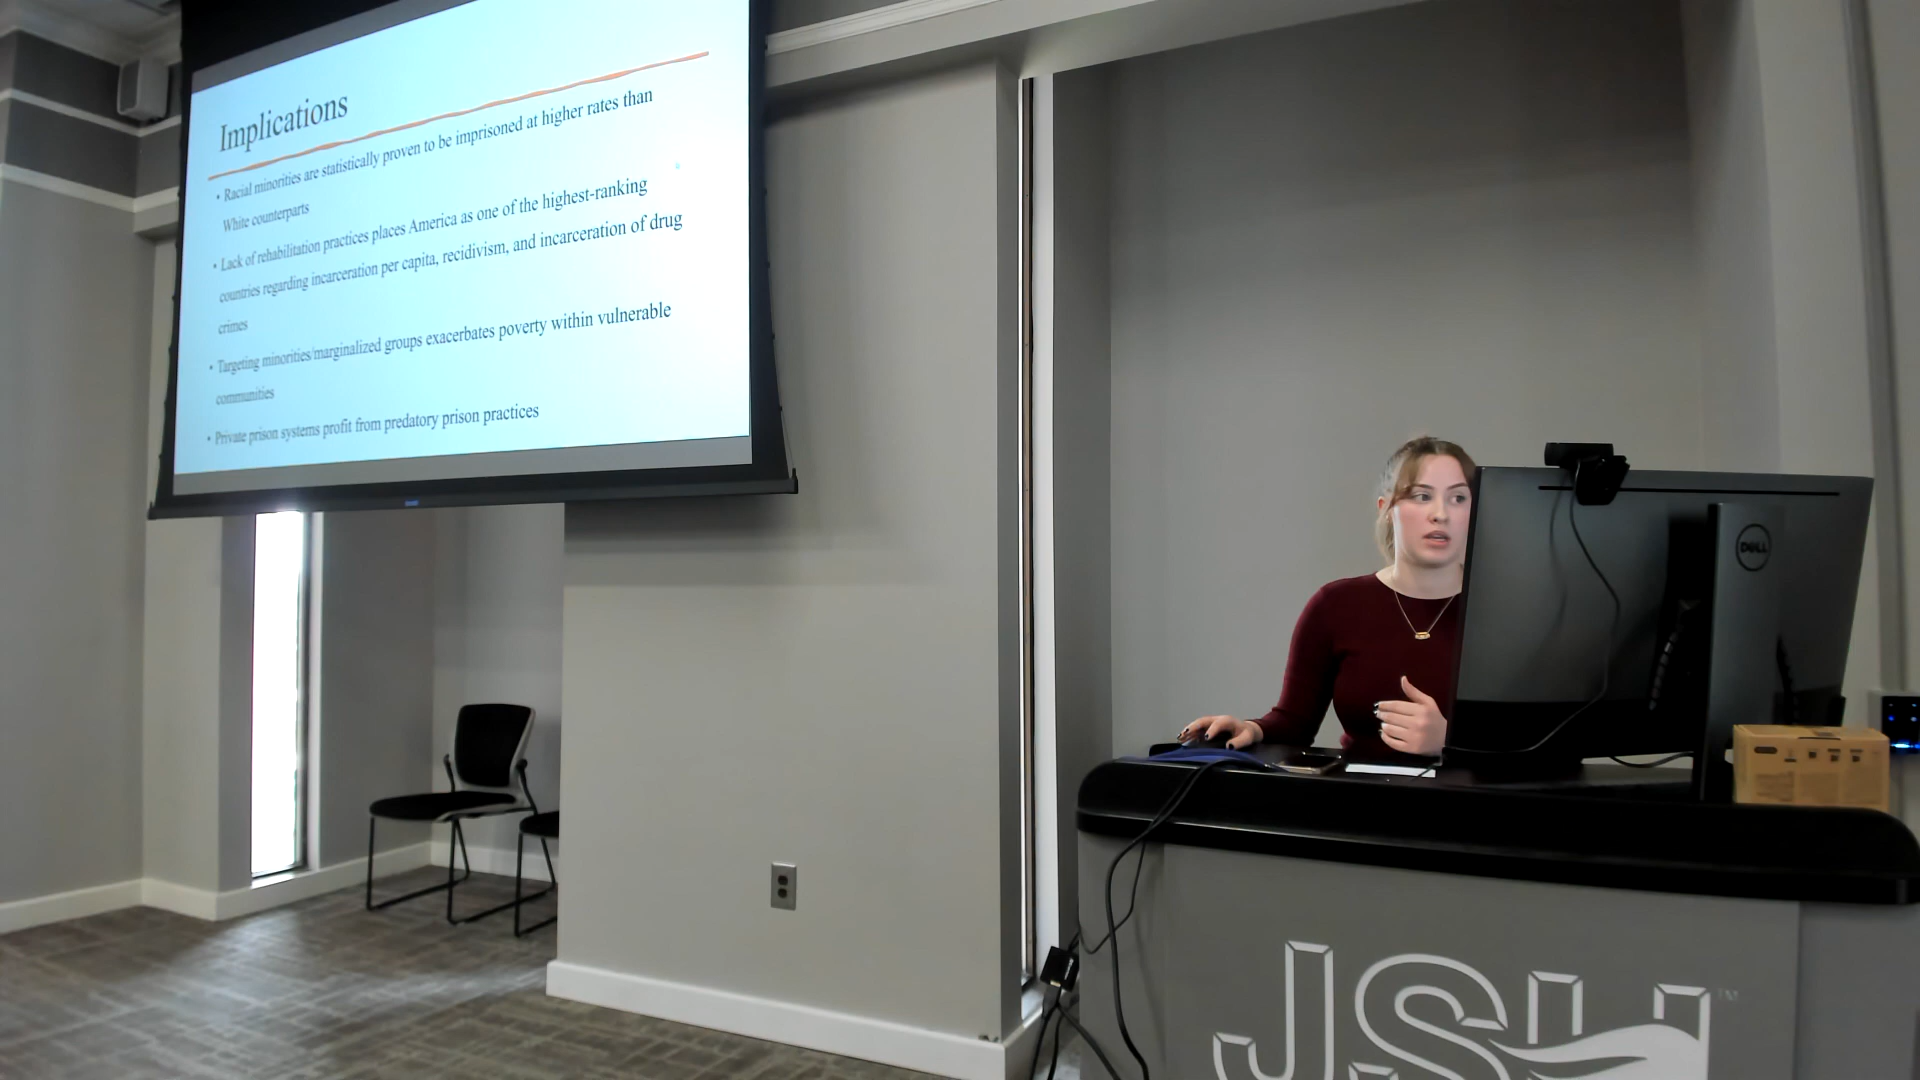 Implications
• Racial minorities are statistically proven to be imprisoned at higher rates than
White counterparts
• Lack of rehabilitation practices places America as one of the highest-ranking
countries regarding incarceration per capita, recidivism, and incarceration of drug
crimes
• Targeting minorities/marginalized groups exacerbates poverty within vulnerable
communities
• Private prison systems profit from predatory prison practices
DELL
JSU